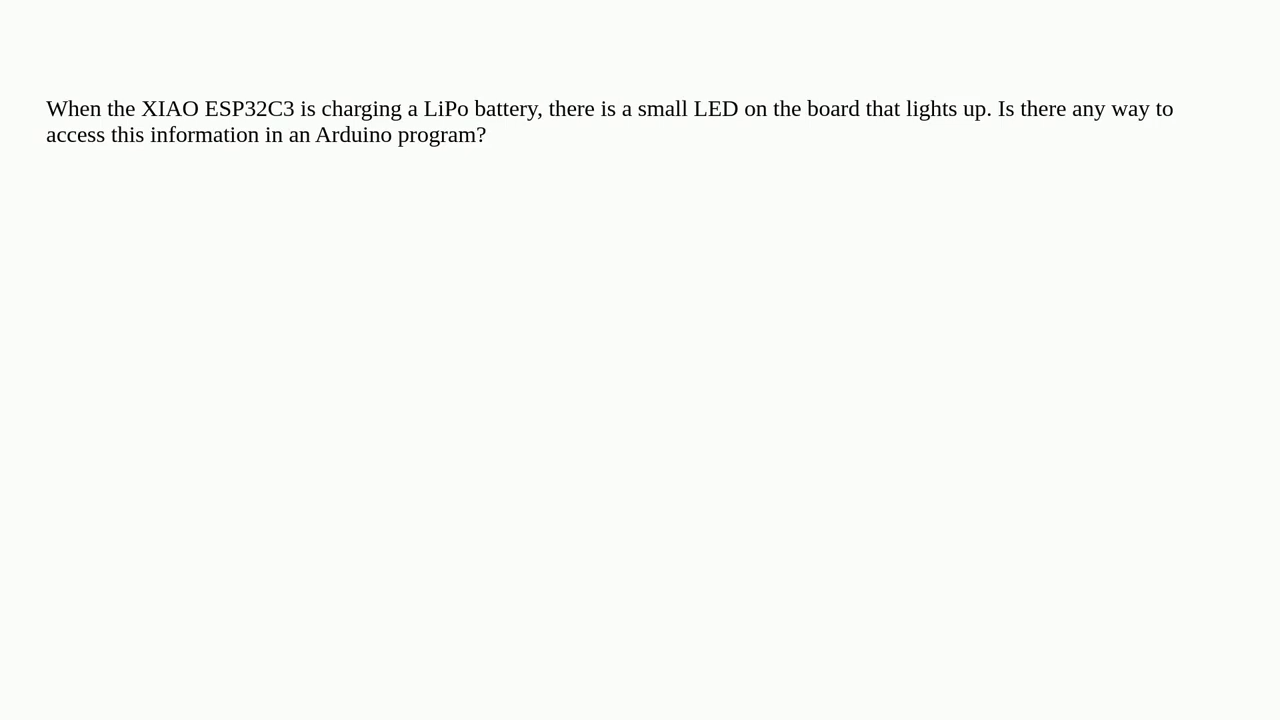 When the XIAO ESP32C3 is charging a LiPo battery, there is a small LED on the board that lights up. Is there any way to
access this information in an Arduino program?